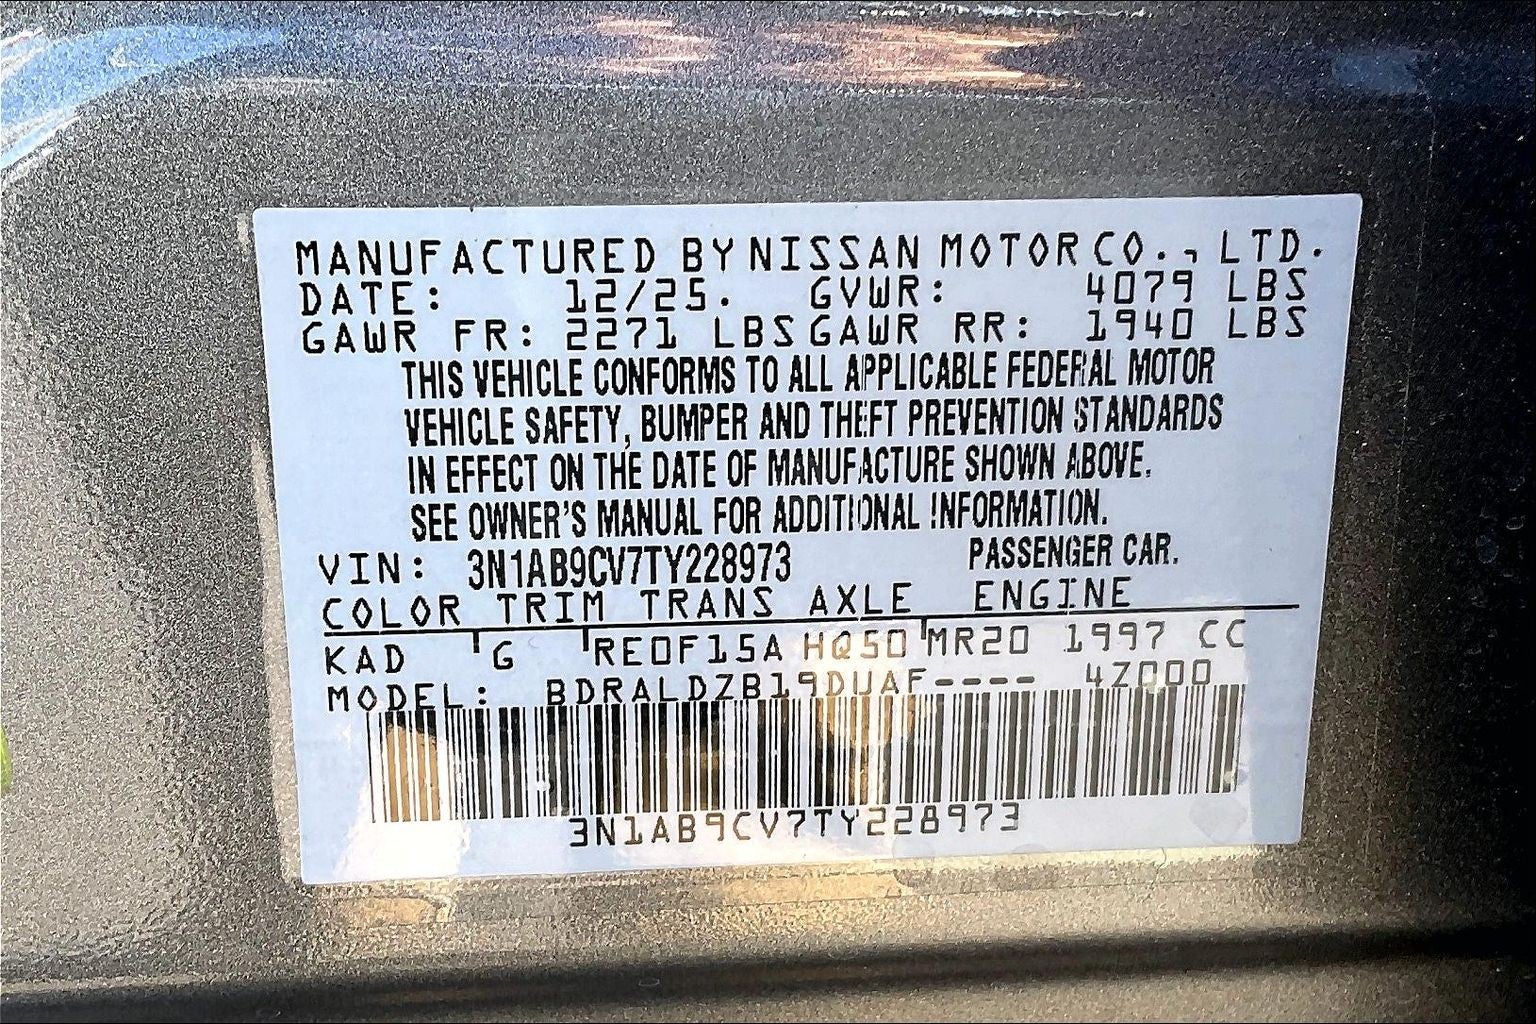 MANUFACTURED BY NISSAN MOTOR CO., LTD.
DATE: 12/25. GVWR: 4079 LBS
GAWR FR: 2271 LBS GAWR RR: 1940 LBS
THIS VEHICLE CONFORMS TO ALL APPLICABLE FEDERAL MOTOR
VEHICLE SAFETY, BUMPER AND THEFT PREVENTION STANDARDS
IN EFFECT ON THE DATE OF MANUFACTURE SHOWN ABOVE.
SEE OWNER'S MANUAL FOR ADDITIONAL INFORMATION.
VIN: 3N1AB9CV7TY228973 PASSENGER CAR.
COLOR TRIM TRANS AXLE ENGINE
KAD G RE0F15A HQ50 MR20 1997 CC
MODEL: BDRALDZB19DUAF---- 4Z000
3N1AB9CV7TY228973